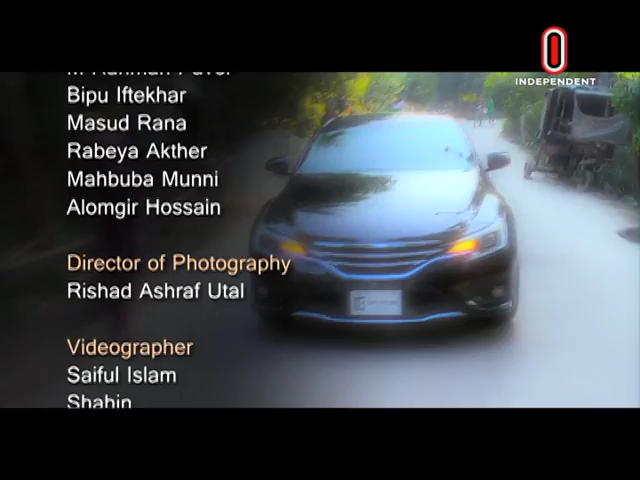 INDEPENDENT
Bipu Iftekhar
Masud Rana
Rabeya Akther
Mahbuba Munni
Alomgir Hossain
Director of Photography
Rishad Ashraf Utal
Videographer
Saiful Islam
Shahin